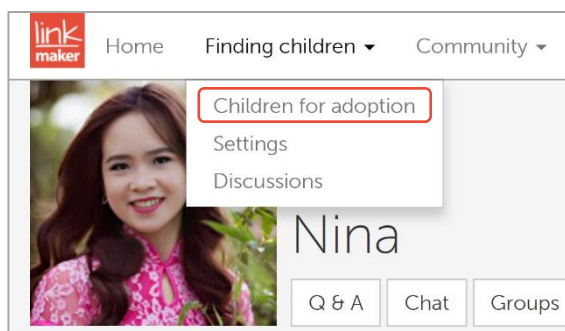 link
maker
Home Finding children Community
Children for adoption
Settings
Discussions
Nina
Q & A Chat Groups